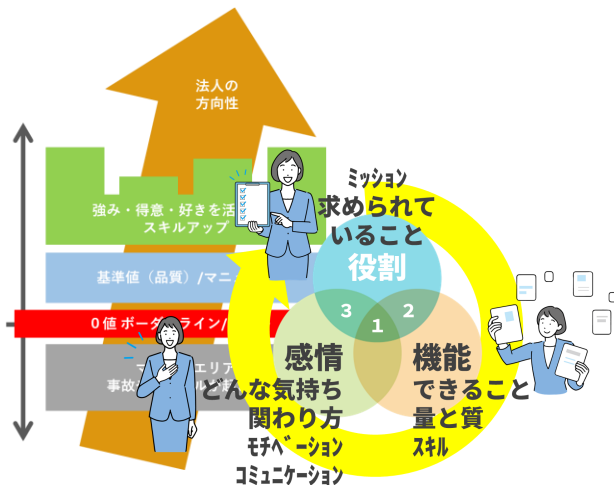 法人の
方向性
強み・得意・好きを活
スキルアップ
基準値（品質）/マニュ
０値 ボーダーライン/
エリア
事故
ミッション
求められて
いること
役割
3
2
1
感情
どんな気持ち
関わり方
モチベーション
コミュニケーション
機能
できること
量と質
スキル